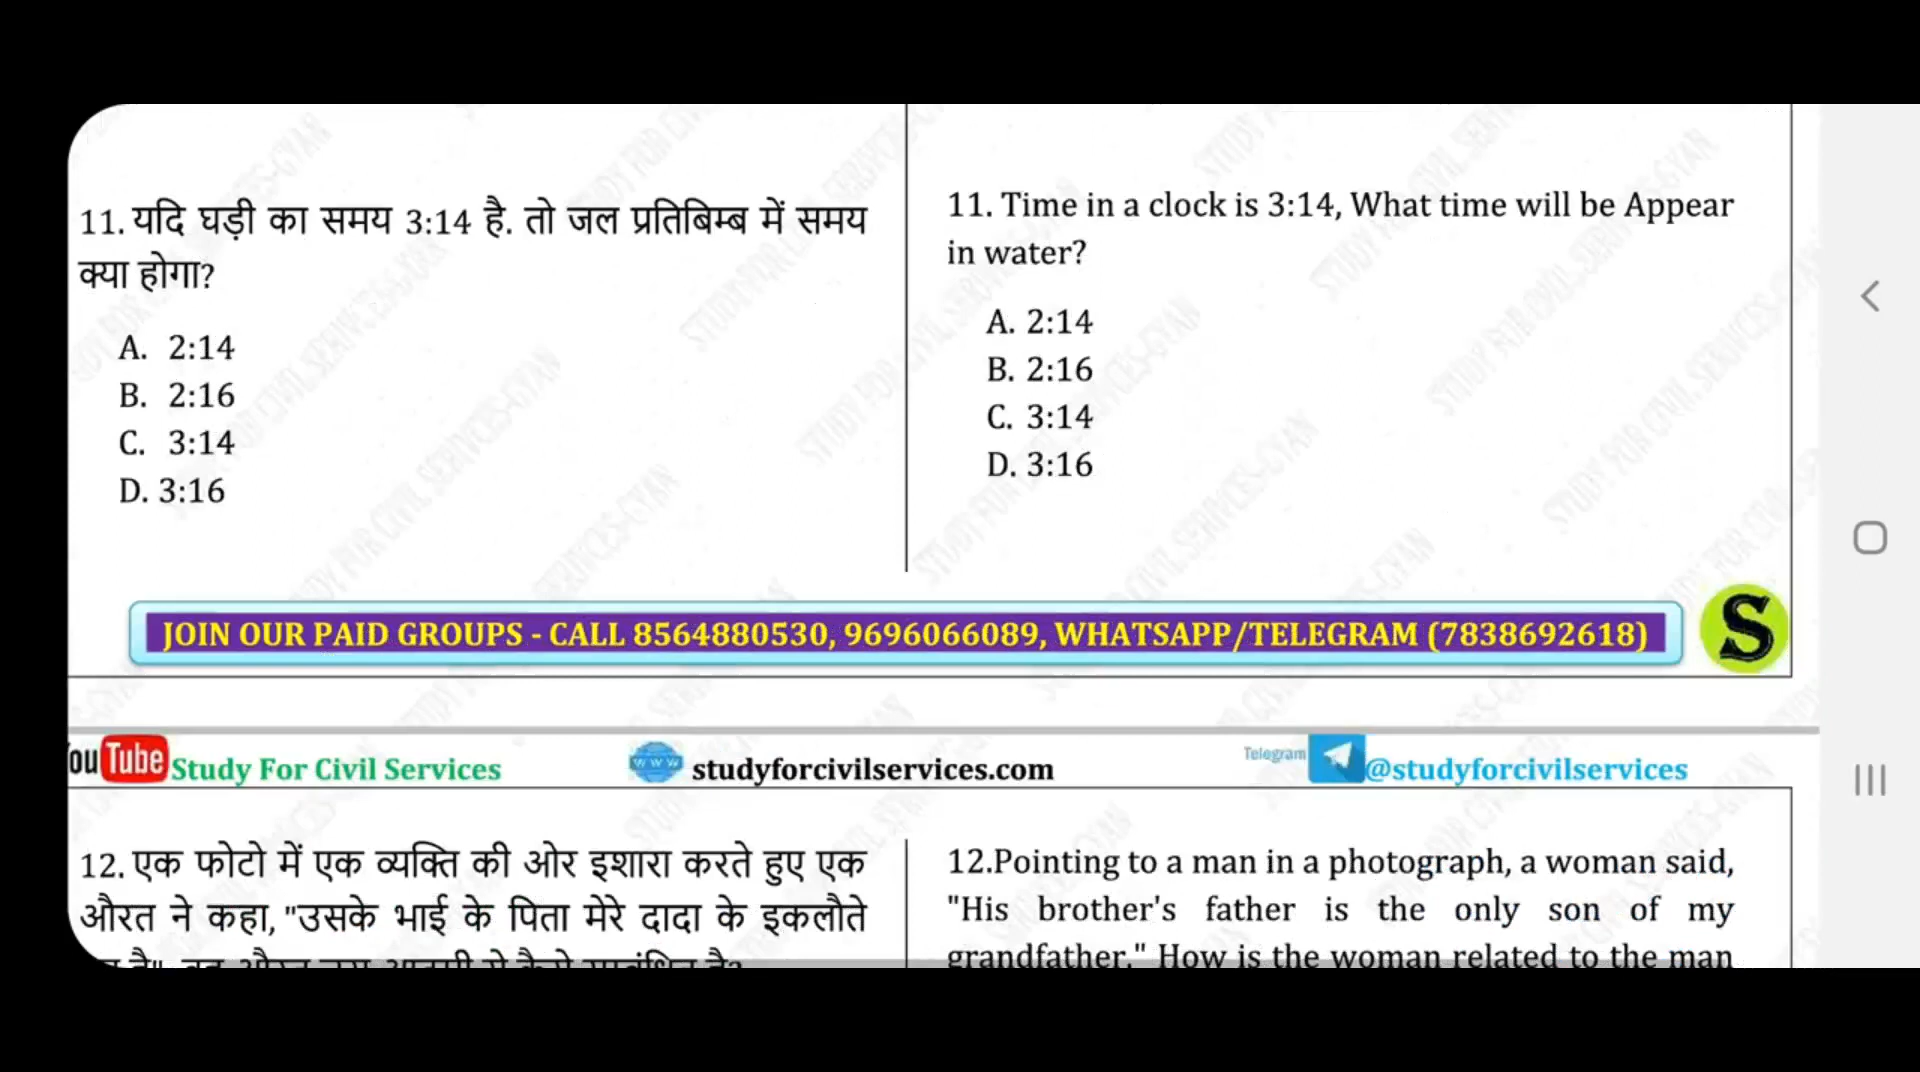 11. यदि घड़ी का समय 3:14 है. तो जल प्रतिबिम्ब में समय
क्या होगा?
A. 2:14
B. 2:16
C. 3:14
D. 3:16
11. Time in a clock is 3:14, What time will be Appear
in water?
A. 2:14
B. 2:16
C. 3:14
D. 3:16
JOIN OUR PAID GROUPS - CALL 8564880530, 9696066089, WHATSAPP/TELEGRAM (7838692618)
S
ouTube Study For Civil Services
www studyforcivilservices.com
Telegram @studyforcivilservices
12. एक फोटो में एक व्यक्ति की ओर इशारा करते हुए एक
औरत ने कहा, "उसके भाई के पिता मेरे दादा के इकलौते
12.Pointing to a man in a photograph, a woman said,
"His brother's father is the only son of my
grandfather." How is the woman related to the man